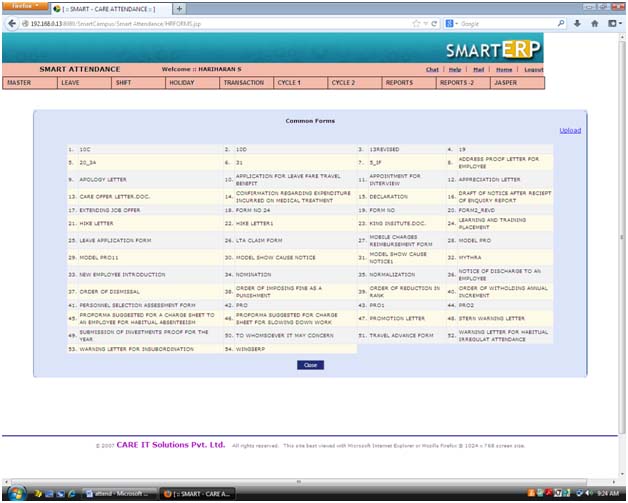 Firefox
[ :: SMART - CARE ATTENDANCE :: ]
192.168.0.13:8089/SmartCampus/Smart Attendance/HRFORMS.jsp
Google
SMARTERP
SMART ATTENDANCE Welcome :: HARIHARAN S Chat | Help | Mail | Home | Logout
MASTER LEAVE SHIFT HOLIDAY TRANSACTION CYCLE 1 CYCLE 2 REPORTS REPORTS -2 JASPER
Common Forms
Upload
1. 10C 2. 10D 3. 13REVISED 4. 19
5. 20_3A 6. 31 7. 5_IF 8. ADDRESS PROOF LETTER FOR EMPLOYEE
9. APOLOGY LETTER 10. APPLICATION FOR LEAVE FARE TRAVEL BENEFIT 11. APPOINTMENT FOR INTERVIEW 12. APPRECIATION LETTER
13. CARE OFFER LETTER.DOC. 14. CONFIRMATION REGARDING EXPENDITURE INCURRED ON MEDICAL TREATMENT 15. DECLARATION 16. DRAFT OF NOTICE AFTER RECIEPT OF ENQUIRY REPORT
17. EXTENDING JOB OFFER 18. FORM NO 24 19. FORM NO 20. FORM2_REVD
21. HIKE LETTER 22. HIKE LETTER1 23. KING INSITUTE.DOC. 24. LEARNING AND TRAINING PLACEMENT
25. LEAVE APPLICATION FORM 26. LTA CLAIM FORM 27. MOBILE CHARGES REIMBURSEMENT FORM 28. MODEL PRO
29. MODEL PRO11 30. MODEL SHOW CAUSE NOTICE 31. MODEL SHOW CAUSE NOTICE1 32. MYTHRA
33. NEW EMPLOYEE INTRODUCTION 34. NOMINATION 35. NORMALIZATION 36. NOTICE OF DISCHARGE TO AN EMPLOYEE
37. ORDER OF DISMISSAL 38. ORDER OF IMPOSING FINE AS A PUNISHMENT 39. ORDER OF REDUCTION IN RANK 40. ORDER OF WITHOLDING ANNUAL INCREMENT
41. PERSONNEL SELECTION ASSESSMENT FORM 42. PRO 43. PRO1 44. PRO2
45. PROFORMA SUGGESTED FOR A CHARGE SHEET TO AN EMPLOYEE FOR HABITUAL ABSENTEEISM 46. PROFORMA SUGGESTED FOR CHARGE SHEET FOR SLOWING DOWN WORK 47. PROMOTION LETTER 48. STERN WARNING LETTER
49. SUBMISSION OF INVESTMENTS PROOF FOR THE YEAR 50. TO WHOMSOEVER IT MAY CONCERN 51. TRAVEL ADVANCE FORM 52. WARNING LETTER FOR HABITUAL IRREGULAT ATTENDANCE
53. WARNING LETTER FOR INSUBORDINATION 54. WINGSERP
Close
© 2007 CARE IT Solutions Pvt. Ltd. All rights reserved. This site best viewed with Microsoft Internet Explorer or Mozilla Firefox @ 1024 x 768 screen size.
attend - Microsoft ... [ :: SMART - CARE A... 9:24 AM